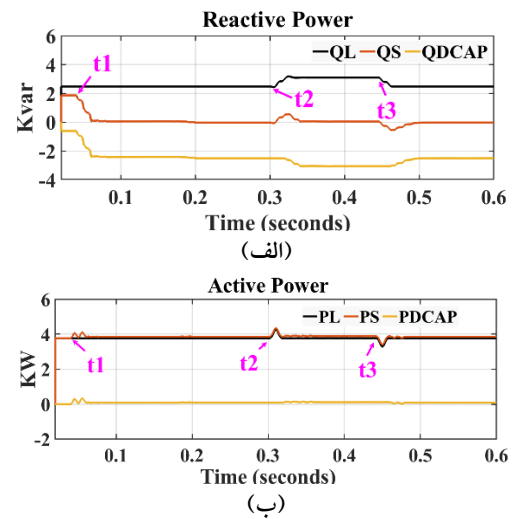 Reactive Power
6
QL QS QDCAP
4
t1
2
t2
t3
0
-2
-4
Kvar
0.1 0.2 0.3 0.4 0.5 0.6
Time (seconds)
(الف)
Active Power
6
PL PS PDCAP
4
t1
t2
t3
2
0
-2
KW
0.1 0.2 0.3 0.4 0.5 0.6
Time (seconds)
(ب)